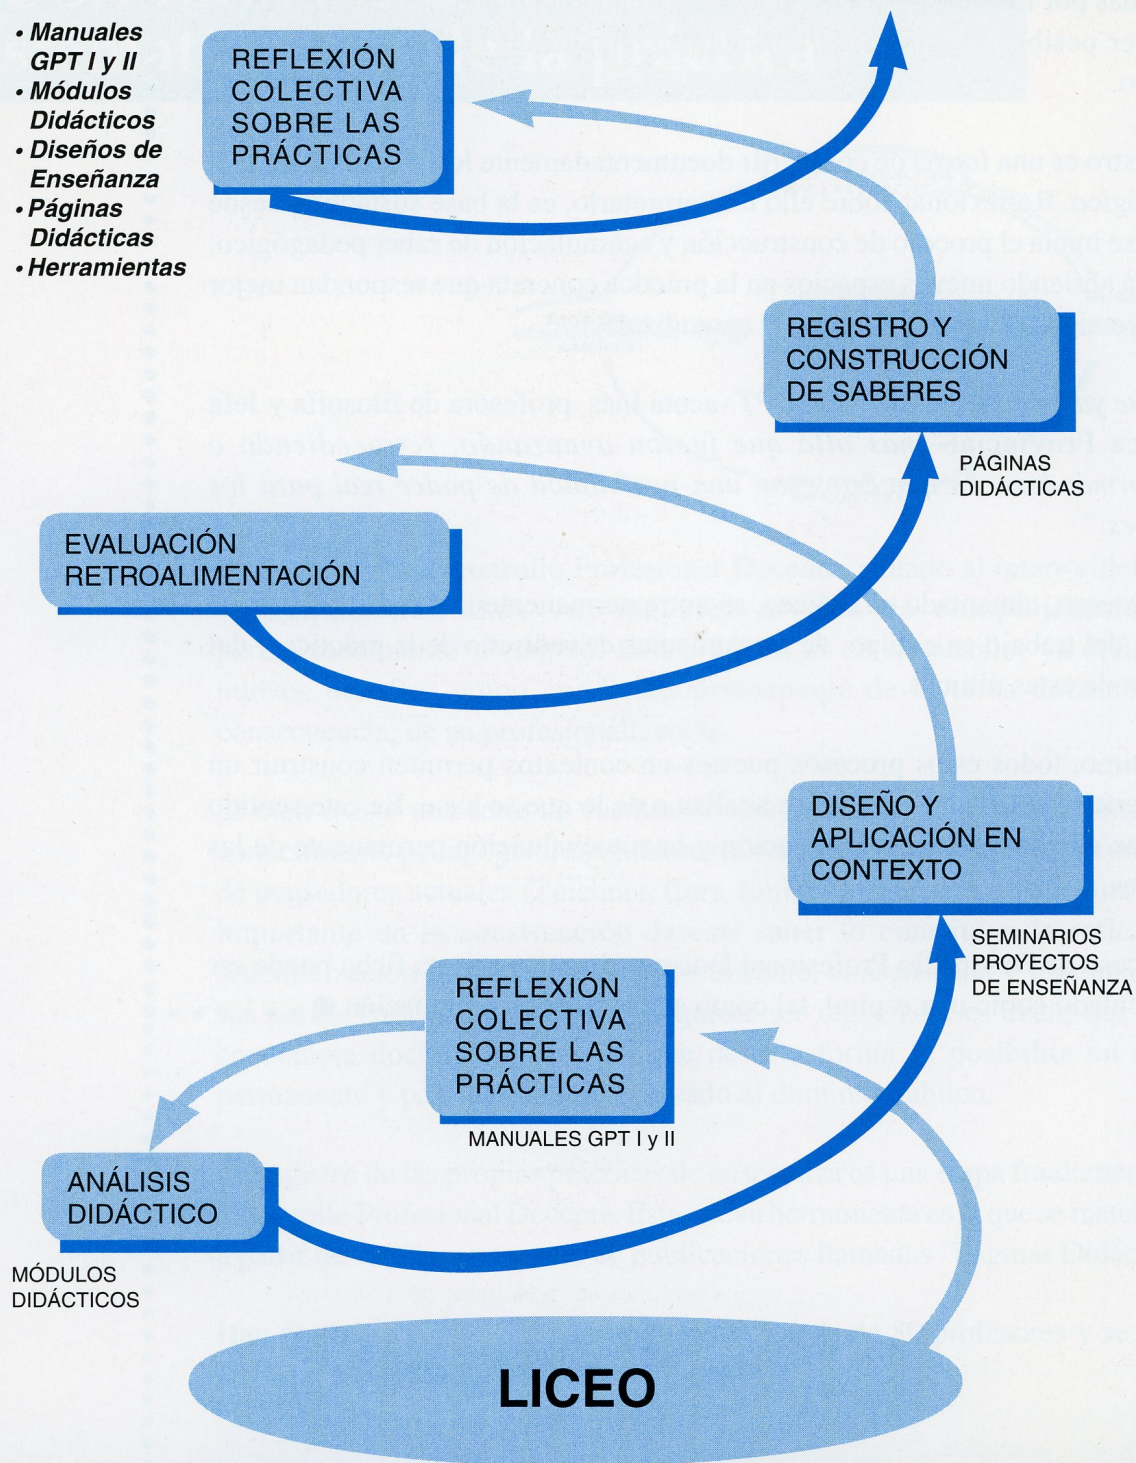 • Manuales
GPT I y II
• Módulos
Didácticos
• Diseños de
Enseñanza
• Páginas
Didácticas
• Herramientas
REFLEXIÓN
COLECTIVA
SOBRE LAS
PRÁCTICAS
REGISTRO Y
CONSTRUCCIÓN
DE SABERES
PÁGINAS
DIDÁCTICAS
EVALUACIÓN
RETROALIMENTACIÓN
DISEÑO Y
APLICACIÓN EN
CONTEXTO
SEMINARIOS
PROYECTOS
DE ENSEÑANZA
REFLEXIÓN
COLECTIVA
SOBRE LAS
PRÁCTICAS
MANUALES GPT I y II
ANÁLISIS
DIDÁCTICO
MÓDULOS
DIDÁCTICOS
LICEO